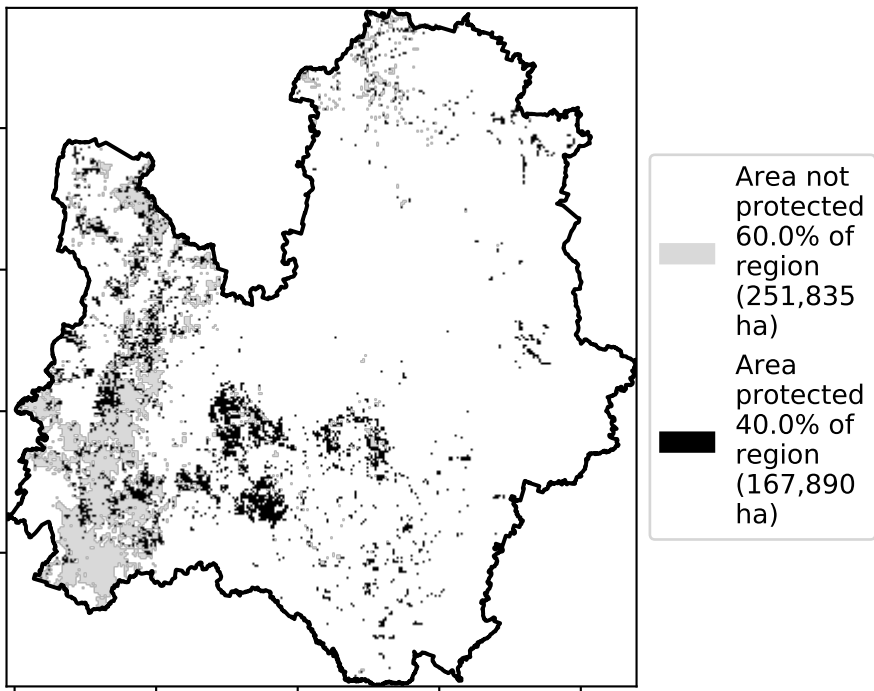 Area not
protected
60.0% of
region
(251,835
ha)
Area
protected
40.0% of
region
(167,890
ha)